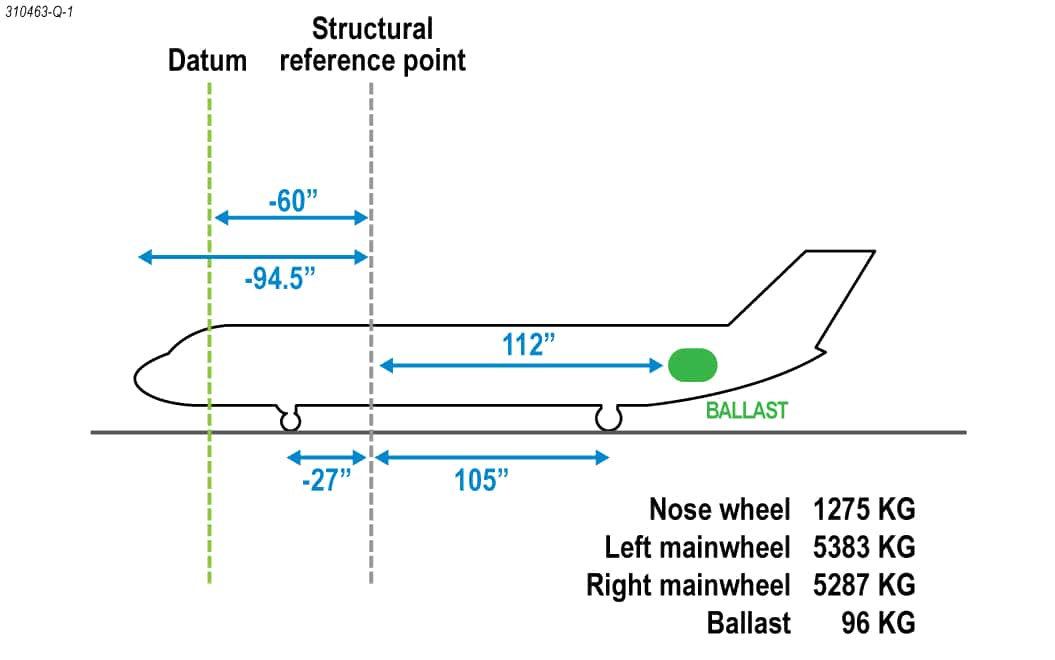 310463-Q-1
Structural
Datum reference point
-60”
-94.5”
112”
BALLAST
-27” 105”
Nose wheel 1275 KG
Left mainwheel 5383 KG
Right mainwheel 5287 KG
Ballast 96 KG